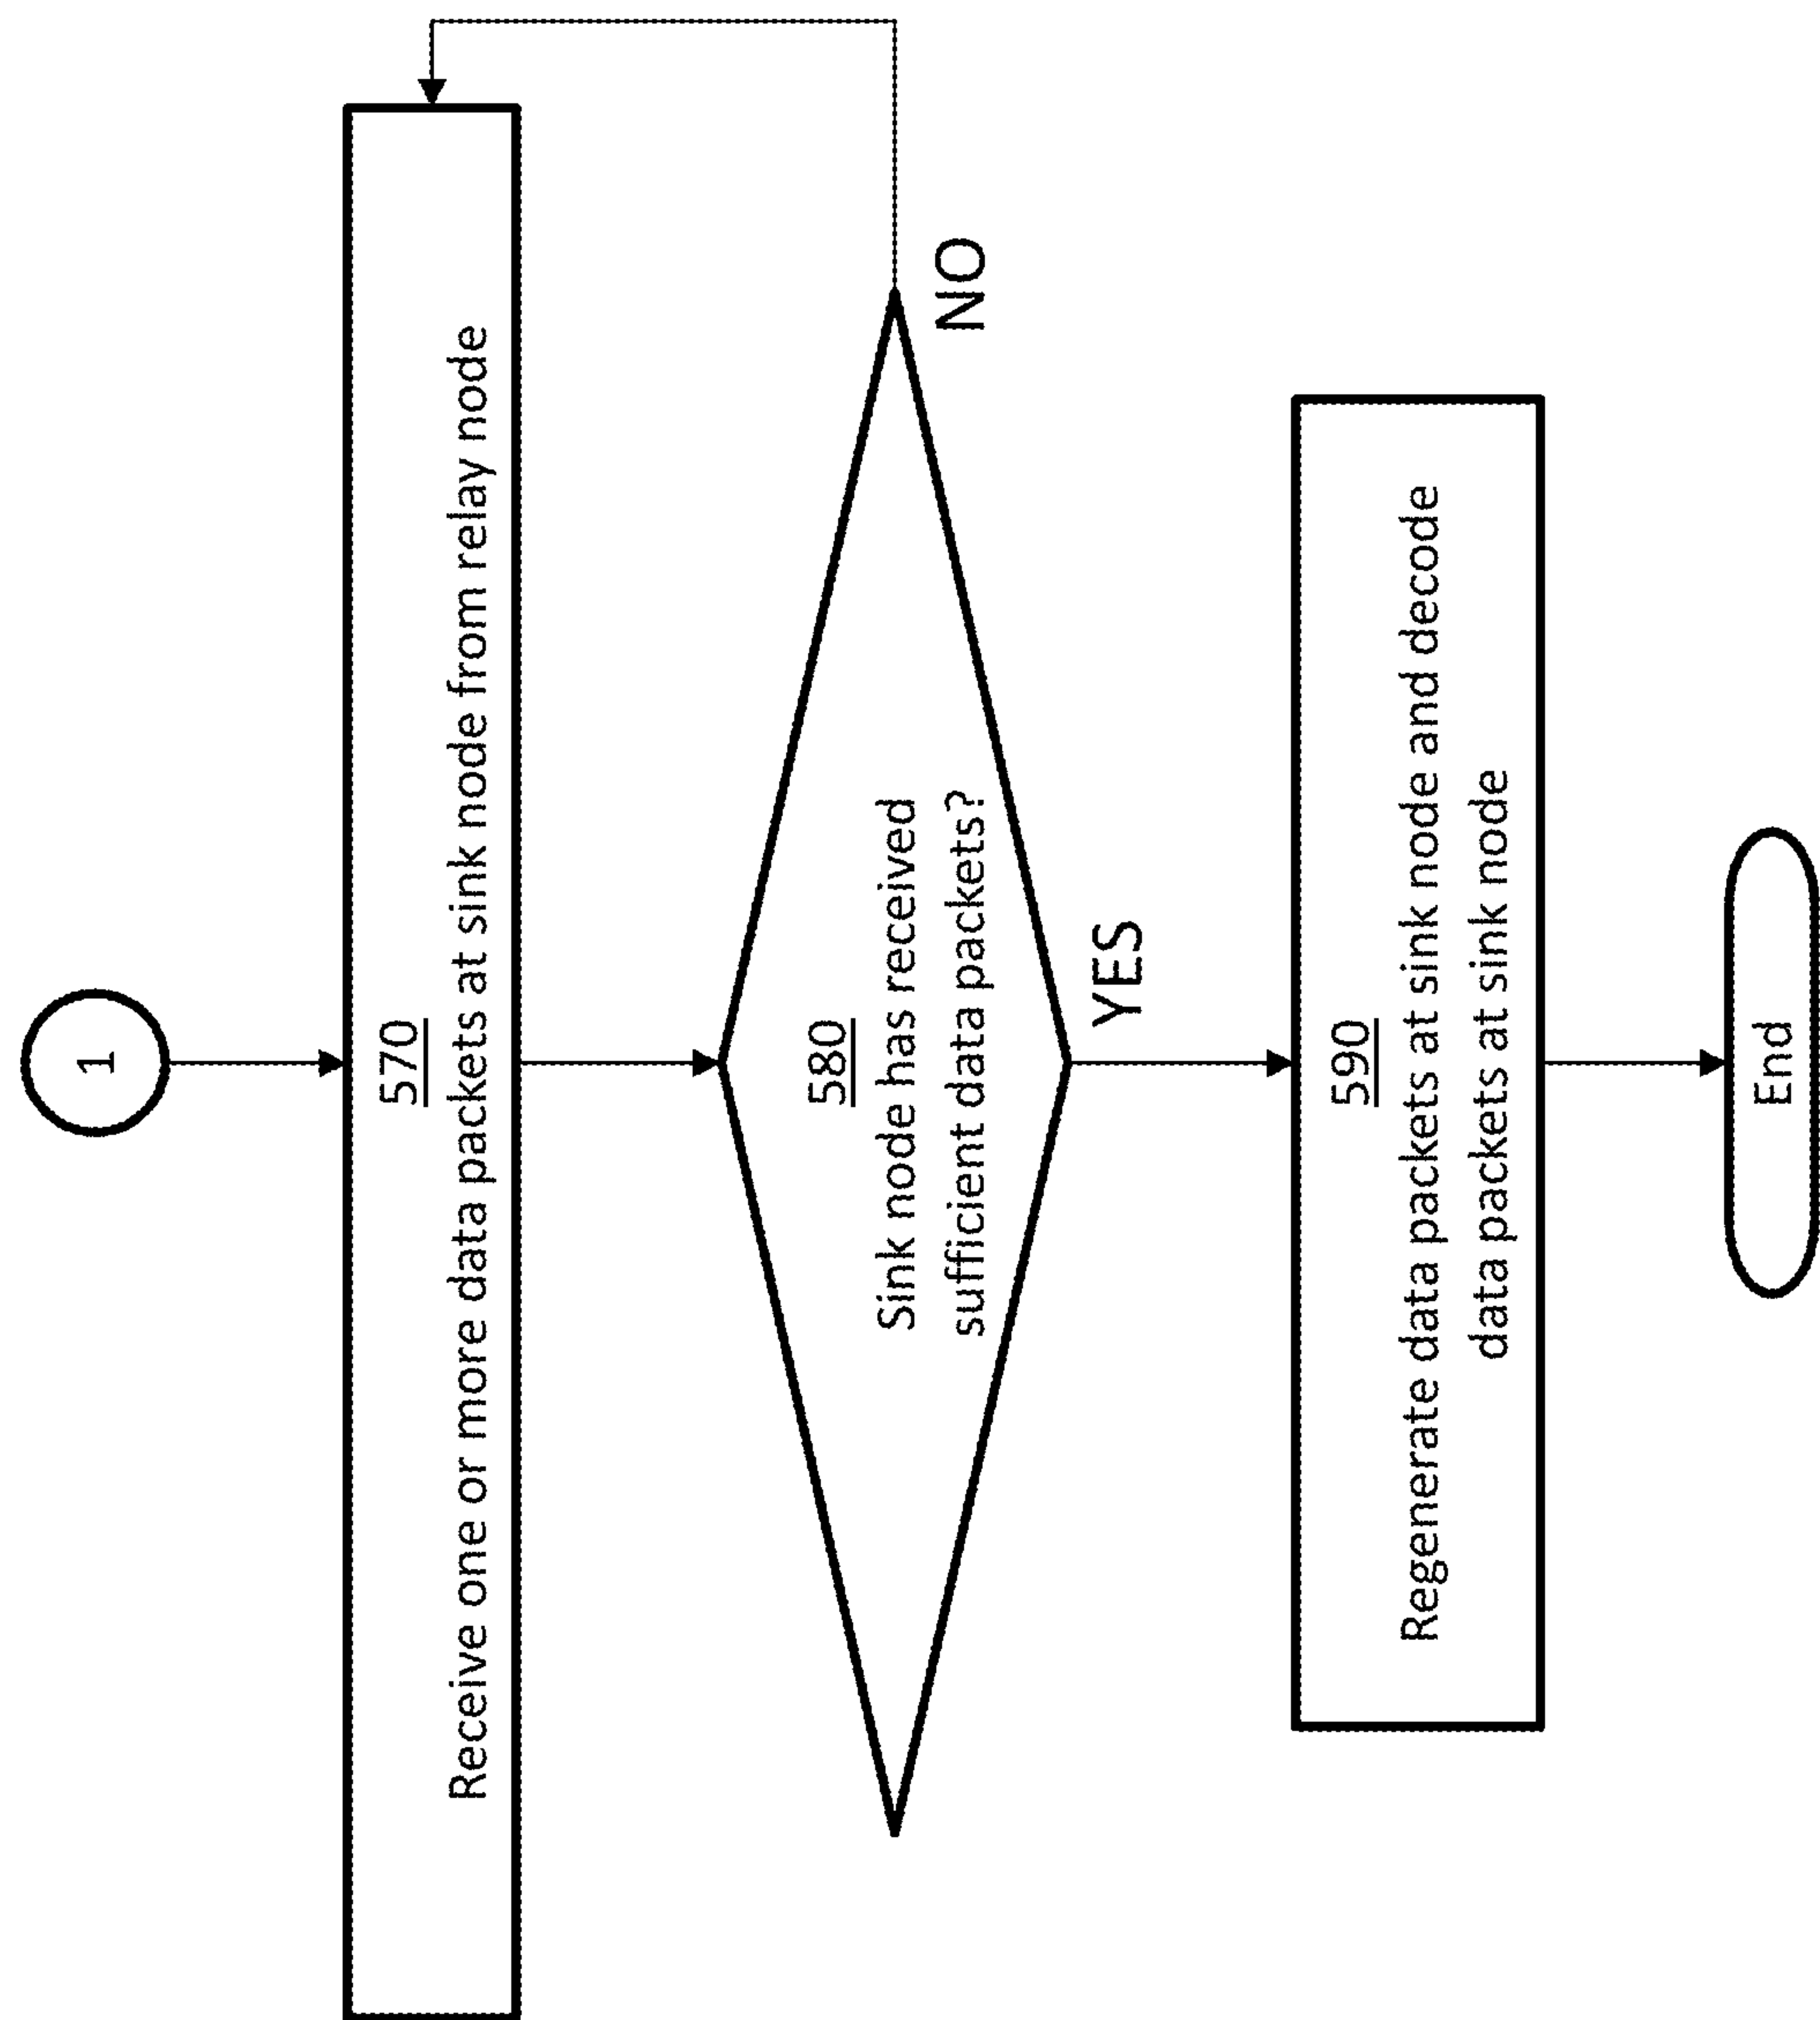 1
570
Receive one or more data packets at sink node from relay node
580
Sink node has received
sufficient data packets?
NO
YES
590
Regenerate data packets at sink node and decode
data packets at sink node
End